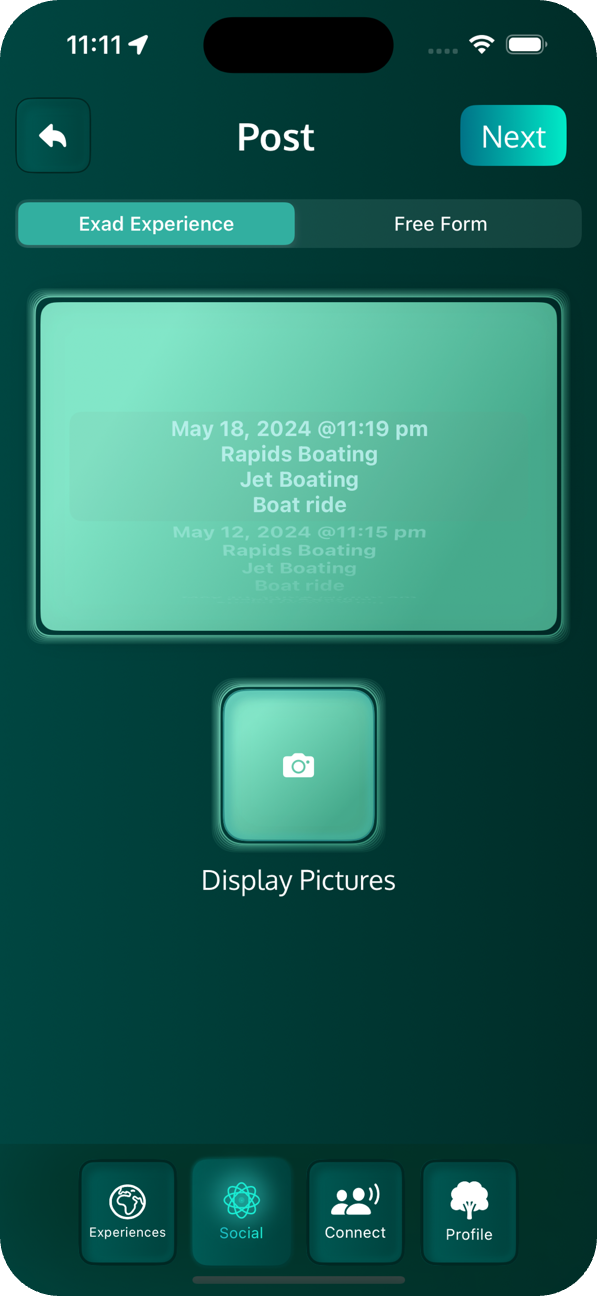 11:11
Post
Next
Exad Experience
Free Form
May 18, 2024 @11:19 pm
Rapids Boating
Jet Boating
Boat ride
May 12, 2024 @11:15 pm
Rapids Boating
Jet Boating
Boat ride
Display Pictures
Experiences
Social
Connect
Profile